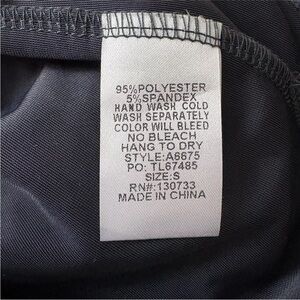 95%POLYESTER
5%SPANDEX
HAND WASH COLD
WASH SEPARATELY
COLOR WILL BLEED
NO BLEACH
HANG TO DRY
STYLE:A6675
PO: TL67485
SIZE:S
RN#:130733
MADE IN CHINA